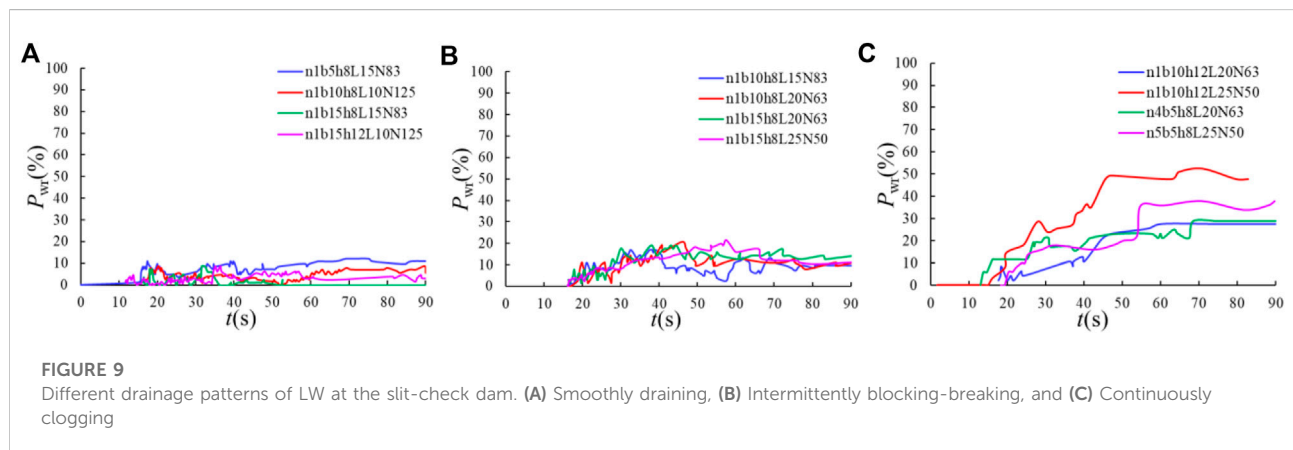 A
100
90
80
70
60
50
40
30
20
10
0
P_wr(%)
0 10 20 30 40 50 60 70 80 90
t(s)
n1b5h8L15N83
n1b10h8L10N125
n1b15h8L15N83
n1b15h12L10N125
B
100
90
80
70
60
50
40
30
20
10
0
P_wr(%)
0 10 20 30 40 50 60 70 80 90
t(s)
n1b10h8L15N83
n1b10h8L20N63
n1b15h8L20N63
n1b15h8L25N50
C
100
90
80
70
60
50
40
30
20
10
0
P_wr(%)
0 10 20 30 40 50 60 70 80 90
t(s)
n1b10h12L20N63
n1b10h12L25N50
n4b5h8L20N63
n5b5h8L25N50
FIGURE 9
Different drainage patterns of LW at the slit-check dam. (A) Smoothly draining, (B) Intermittently blocking-breaking, and (C) Continuously
clogging